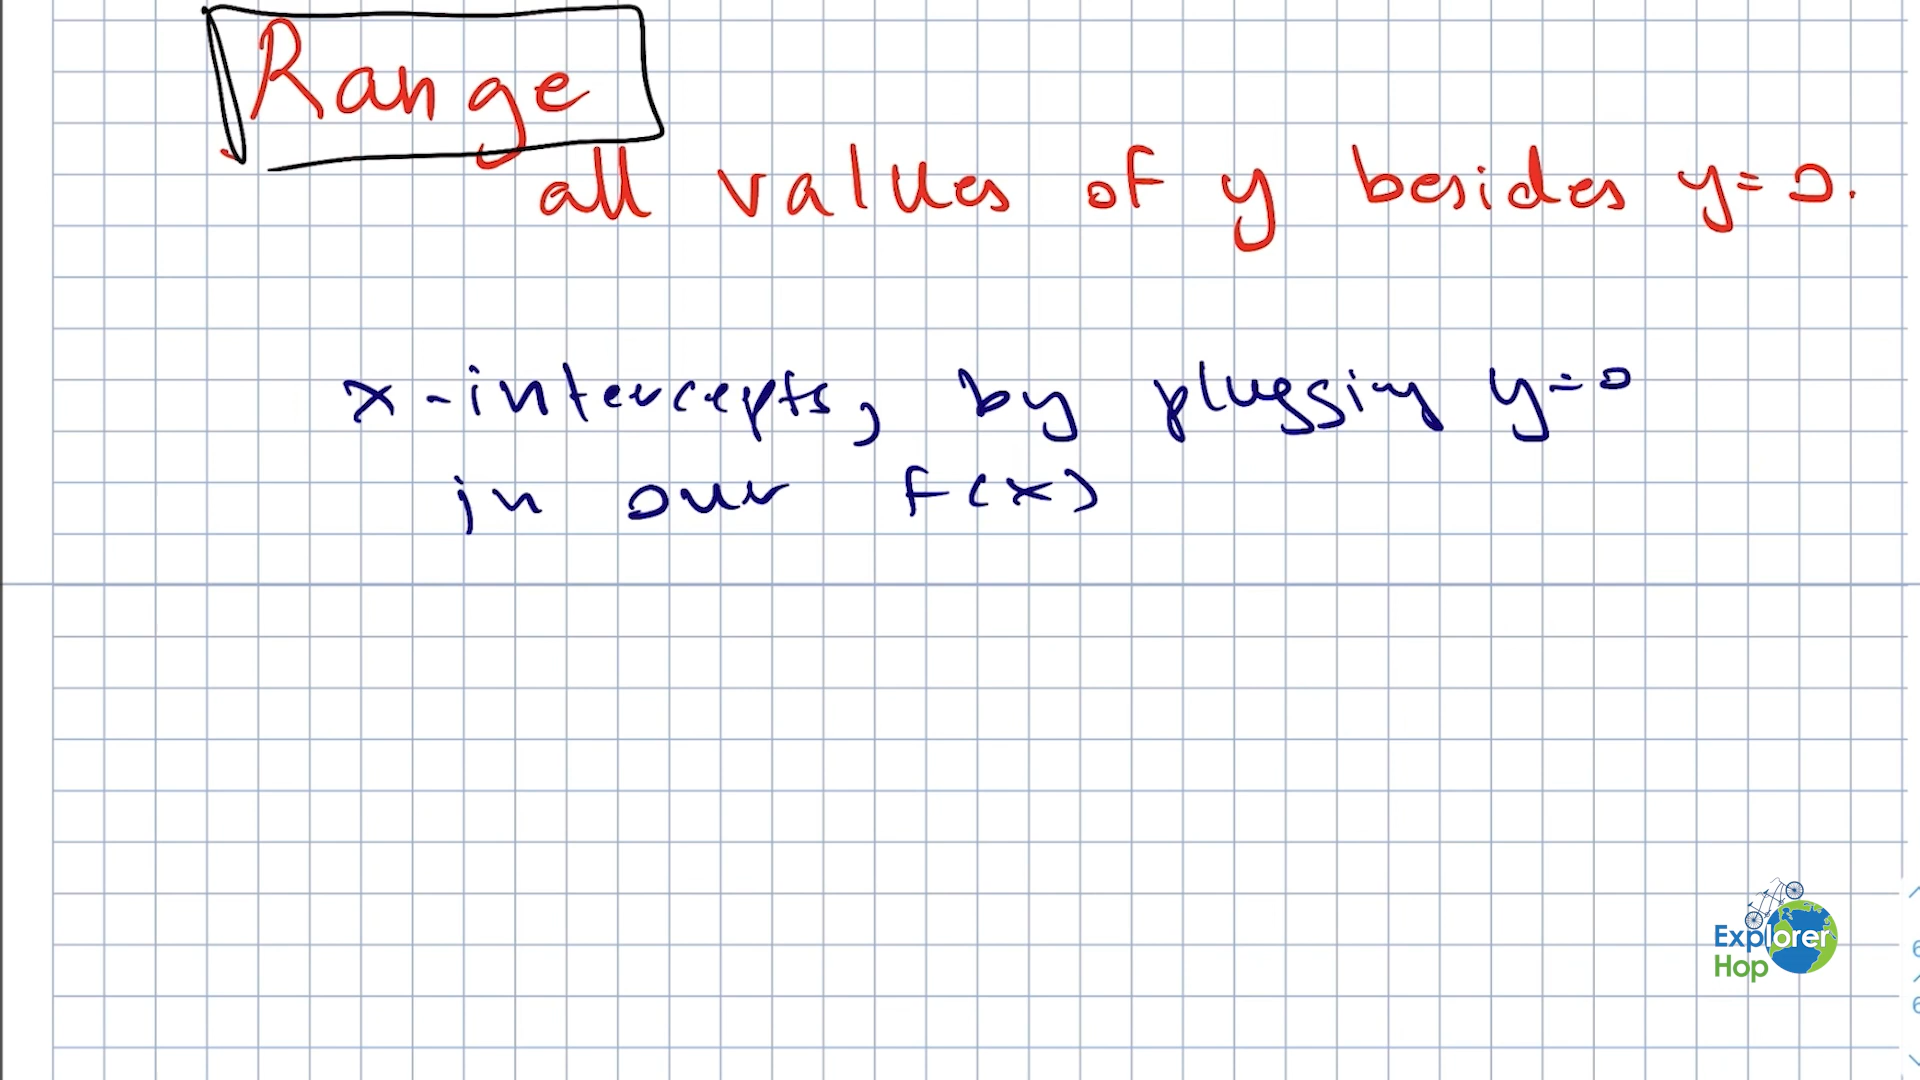 Range
all values of y besides y=0.
x-intercepts, by plugging y=0
in our f(x)
Explorer
Hop